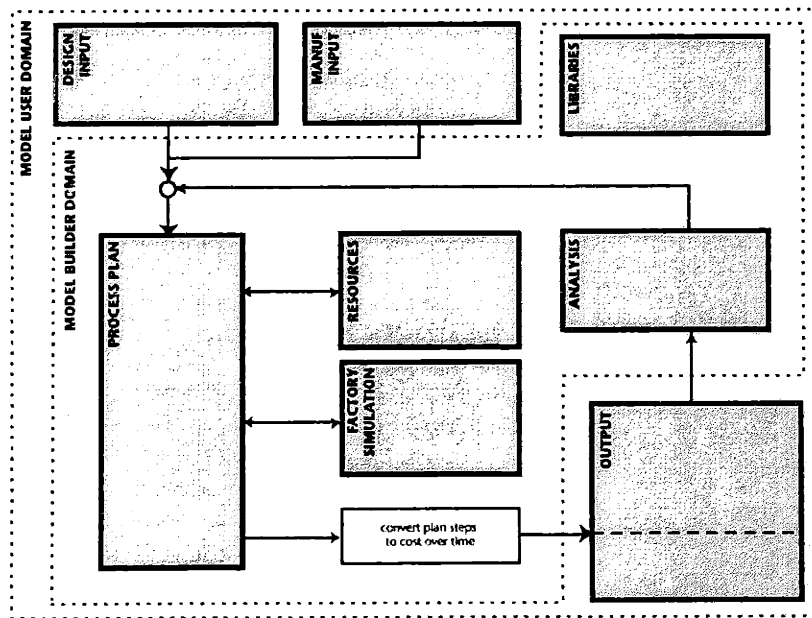 MODEL USER DOMAIN
DESIGN
INPUT
MANUF
INPUT
LIBRARIES
MODEL BUILDER DOMAIN
PROCESS PLAN
RESOURCES
ANALYSIS
FACTORY
SIMULATION
OUTPUT
convert plan steps
to cost over time